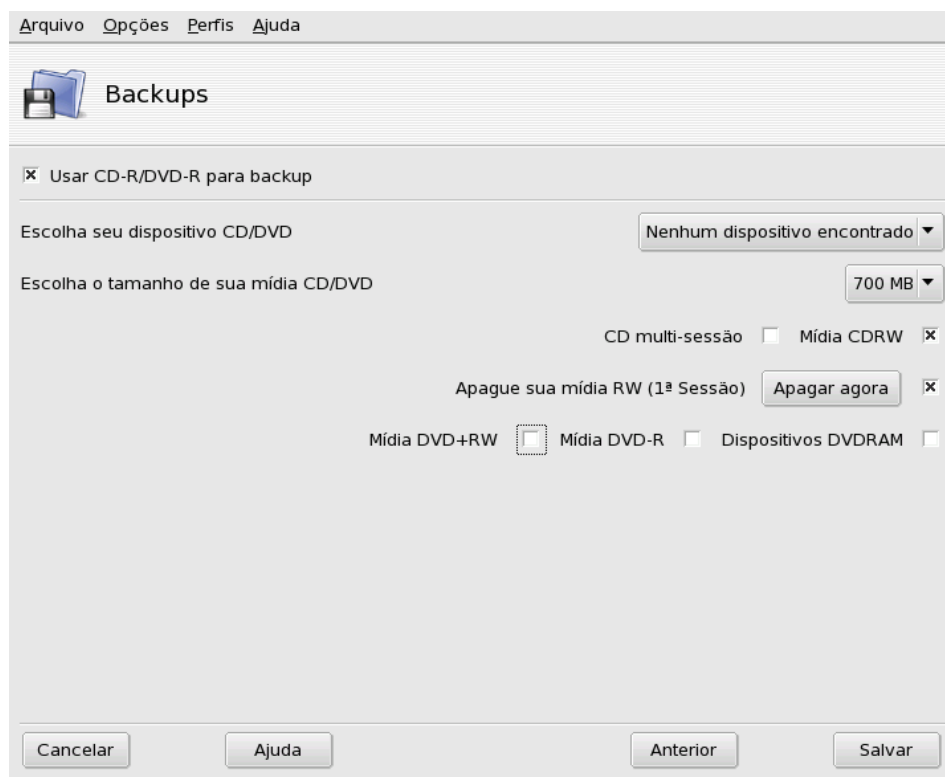 Arquivo Opções Perfis Ajuda
Backups
Usar CD-R/DVD-R para backup
Escolha seu dispositivo CD/DVD Nenhum dispositivo encontrado
Escolha o tamanho de sua mídia CD/DVD 700 MB
CD multi-sessão Mídia CDRW
Apague sua mídia RW (1ª Sessão) Apagar agora
Mídia DVD+RW Mídia DVD-R Dispositivos DVDRAM
Cancelar Ajuda Anterior Salvar